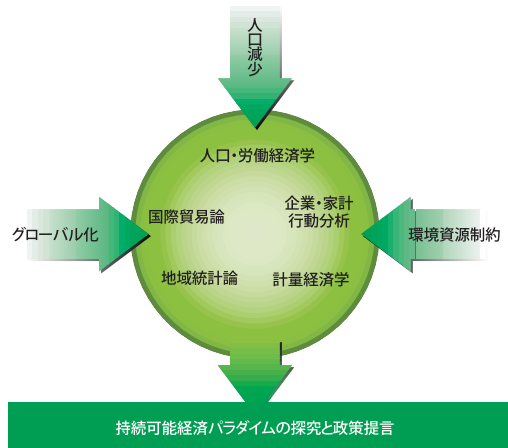 人口減少
人口・労働経済学
国際貿易論
企業・家計
行動分析
グローバル化
環境資源制約
地域統計論
計量経済学
持続可能経済パラダイムの探究と政策提言